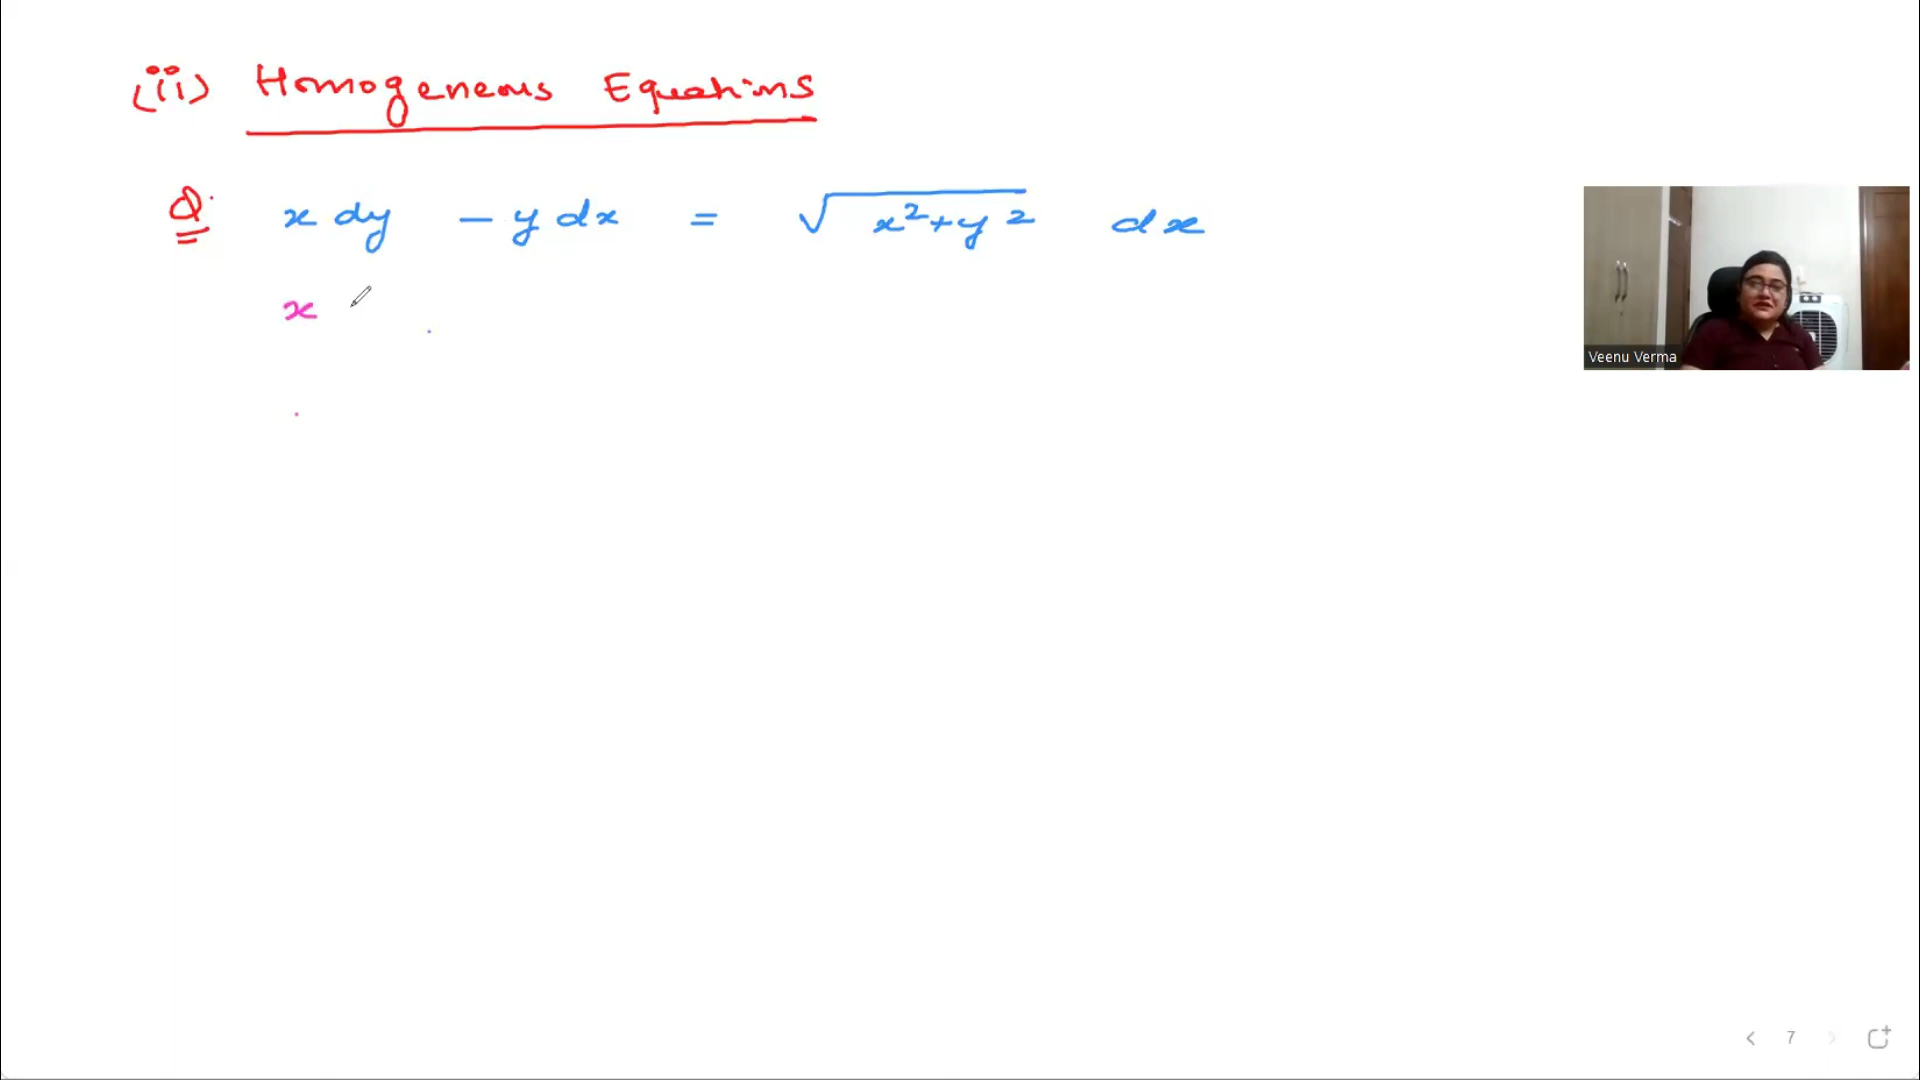 (ii) Homogeneous Equations
Q. x dy - y dx = √x²+y² dx
x
Veenu Verma
7